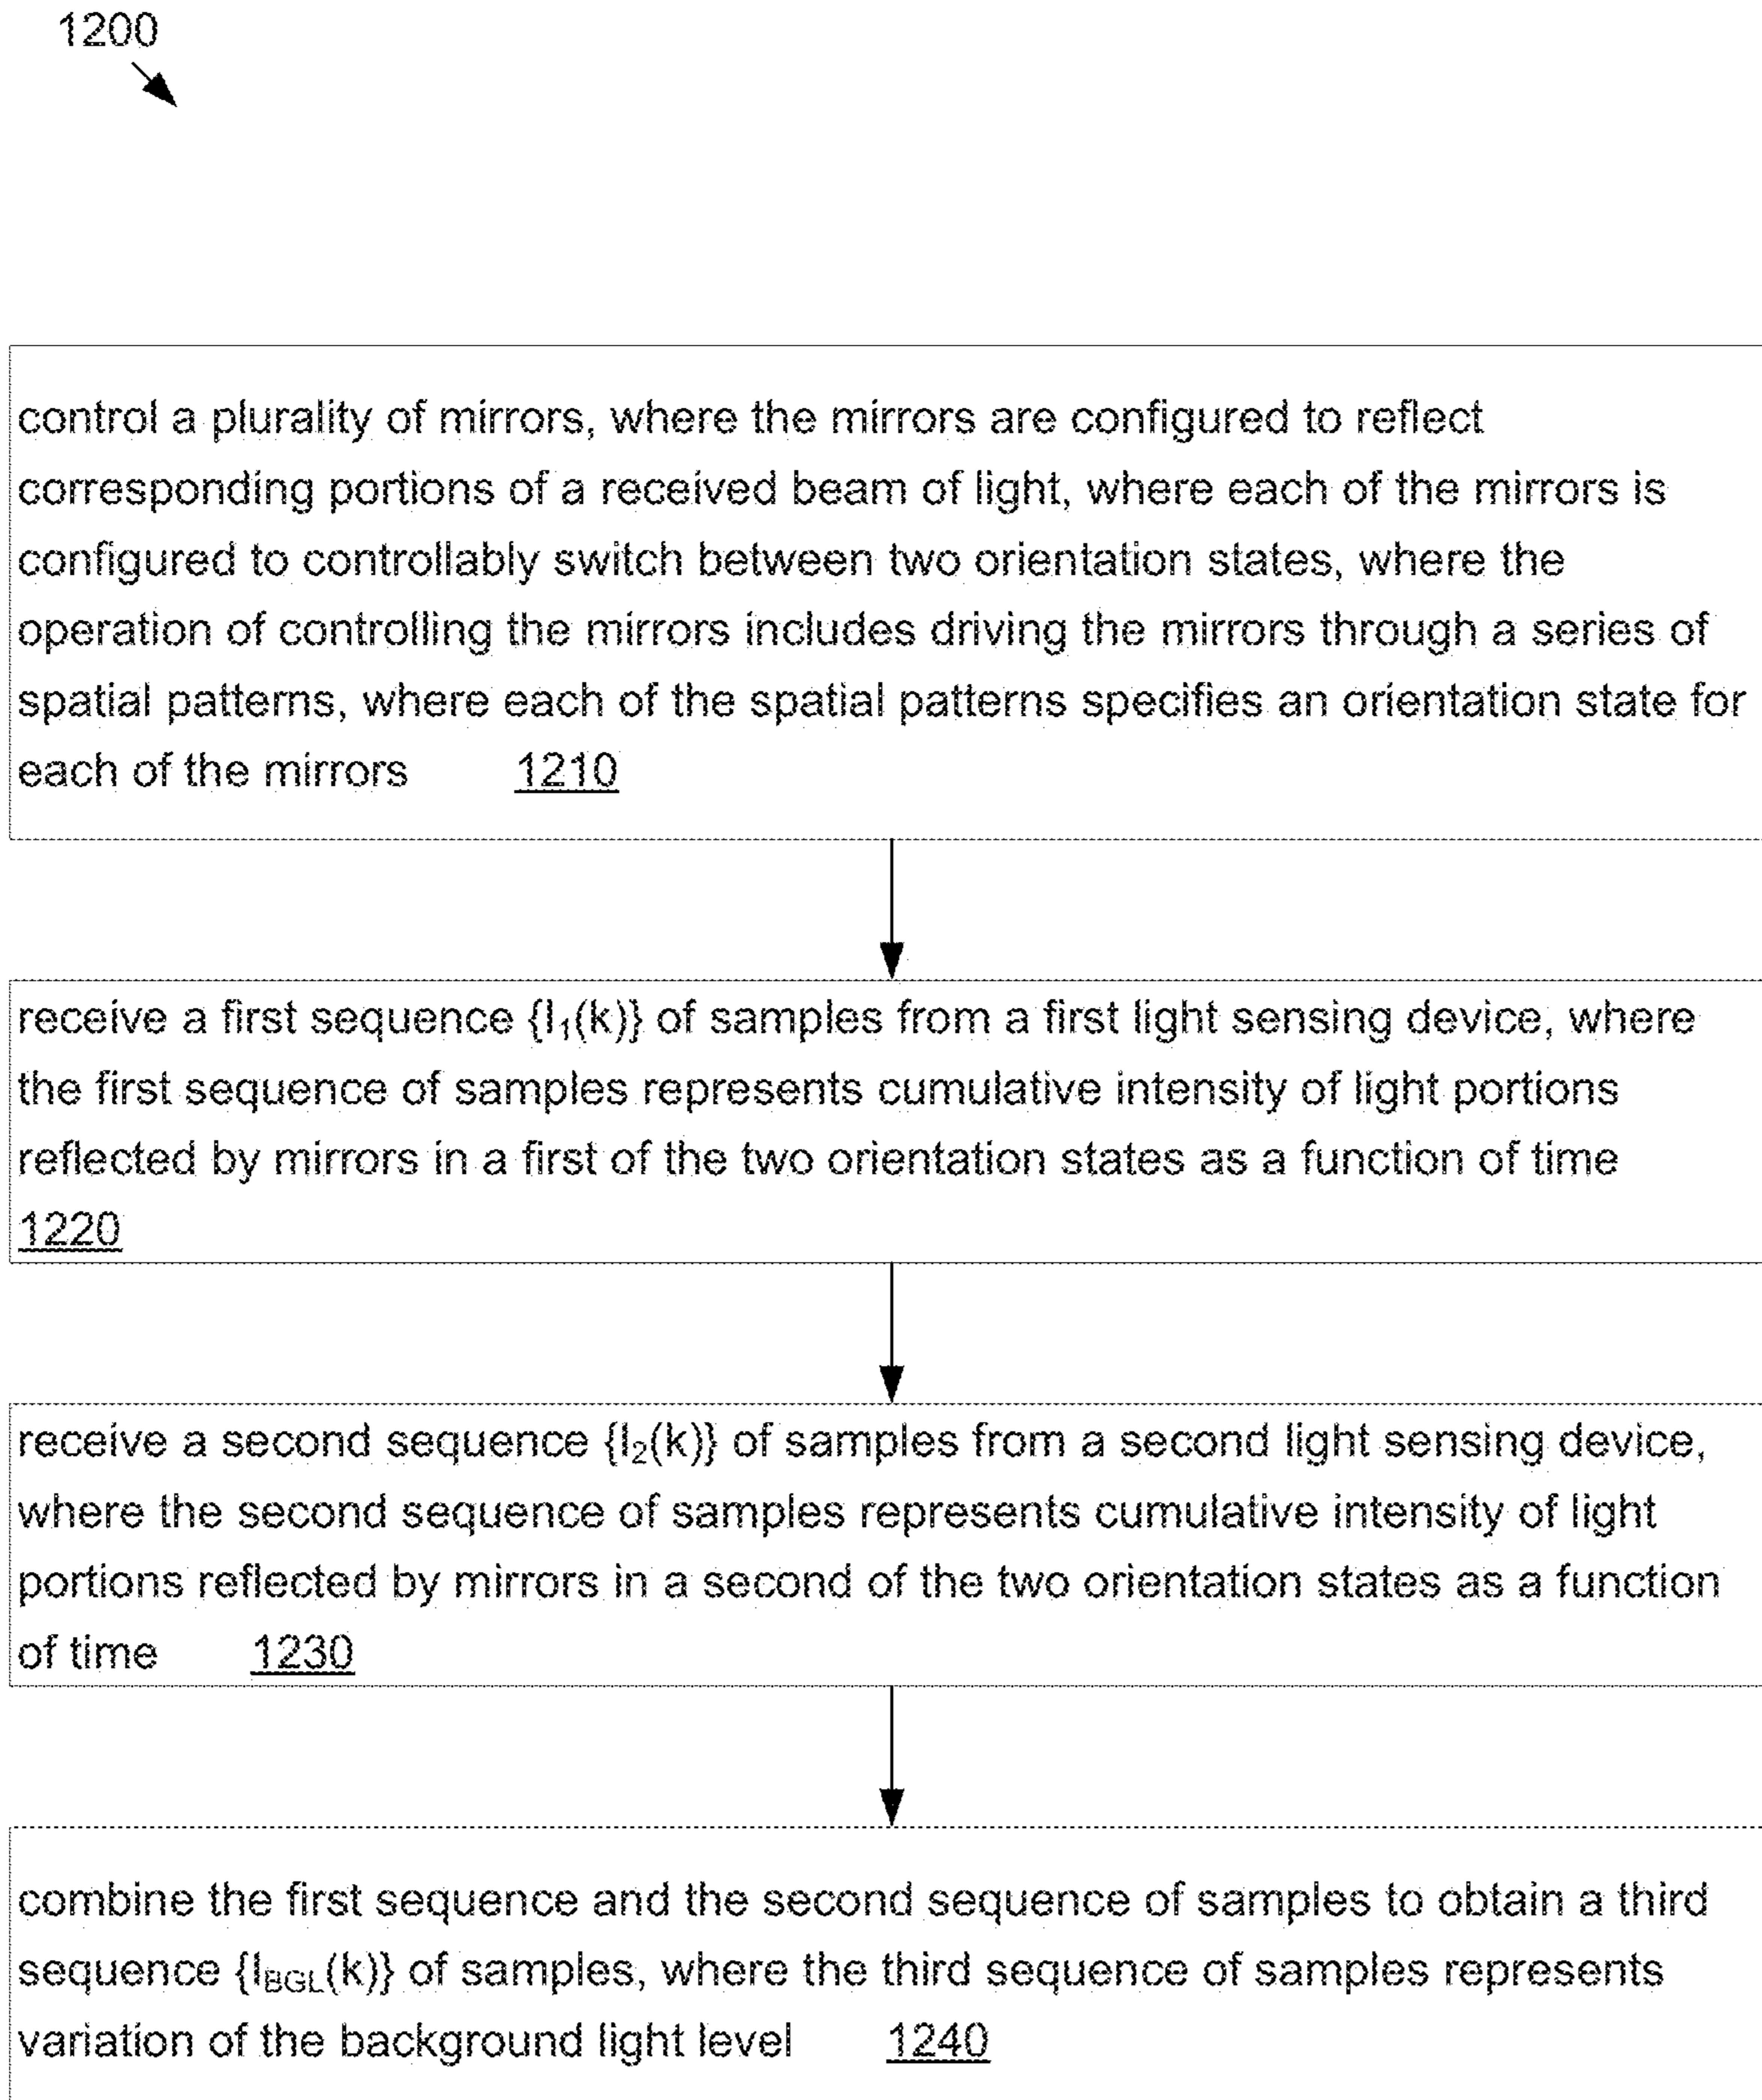 1200
control a plurality of mirrors, where the mirrors are configured to reflect
corresponding portions of a received beam of light, where each of the mirrors is
configured to controllably switch between two orientation states, where the
operation of controlling the mirrors includes driving the mirrors through a series of
spatial patterns, where each of the spatial patterns specifies an orientation state for
each of the mirrors 1210
receive a first sequence {I₁(k)} of samples from a first light sensing device, where
the first sequence of samples represents cumulative intensity of light portions
reflected by mirrors in a first of the two orientation states as a function of time
1220
receive a second sequence {I₂(k)} of samples from a second light sensing device,
where the second sequence of samples represents cumulative intensity of light
portions reflected by mirrors in a second of the two orientation states as a function
of time 1230
combine the first sequence and the second sequence of samples to obtain a third
sequence {I_BGL(k)} of samples, where the third sequence of samples represents
variation of the background light level 1240